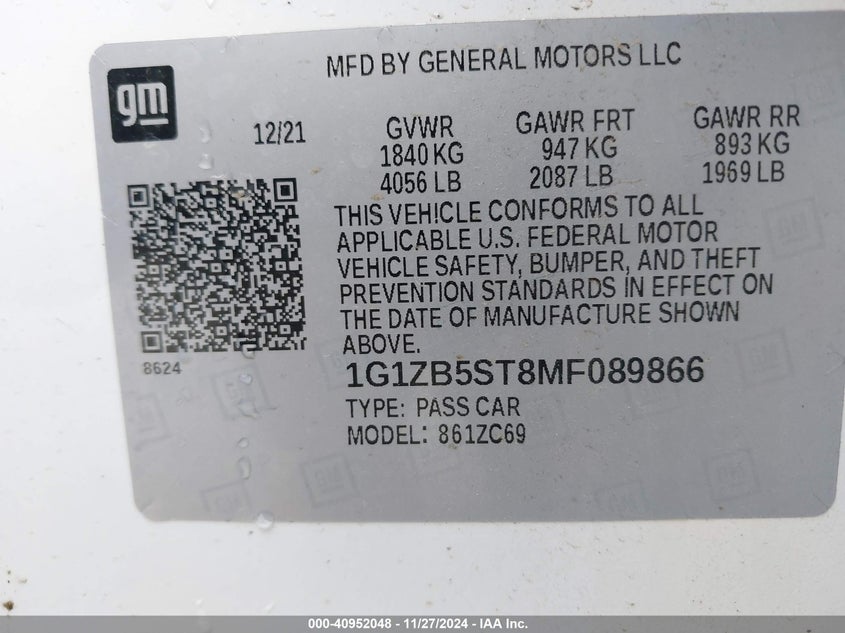 MFD BY GENERAL MOTORS LLC
gm
12/21
GVWR
1840 KG
4056 LB
GAWR FRT
947 KG
2087 LB
GAWR RR
893 KG
1969 LB
THIS VEHICLE CONFORMS TO ALL
APPLICABLE U.S. FEDERAL MOTOR
VEHICLE SAFETY, BUMPER, AND THEFT
PREVENTION STANDARDS IN EFFECT ON
THE DATE OF MANUFACTURE SHOWN
ABOVE.
8624
1G1ZB5ST8MF089866
TYPE: PASS CAR
MODEL: 861ZC69
000-40952048 - 11/27/2024 - IAA Inc.